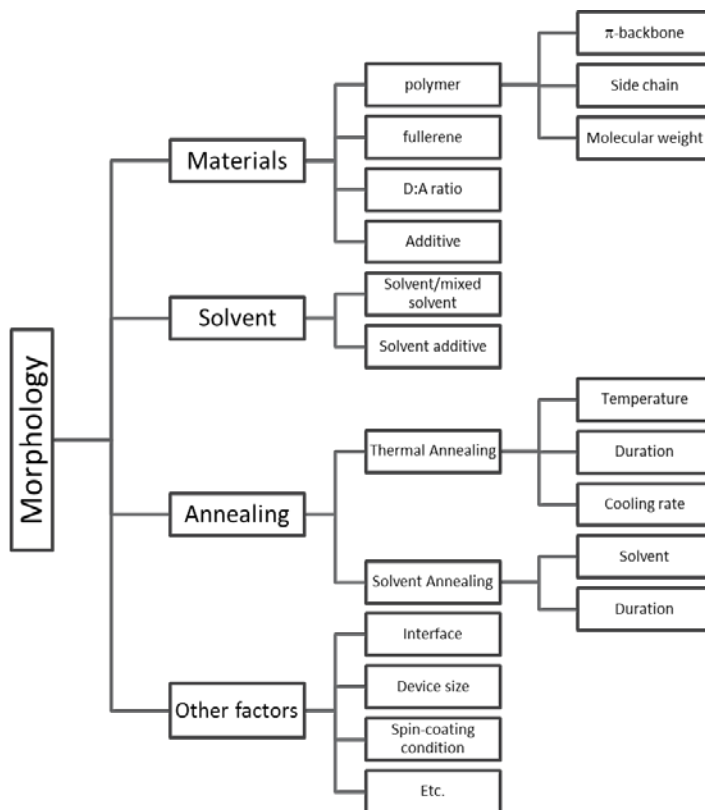 Morphology
Materials
polymer
π-backbone
Side chain
Molecular weight
fullerene
D:A ratio
Additive
Solvent
Solvent/mixed
solvent
Solvent additive
Annealing
Thermal Annealing
Temperature
Duration
Cooling rate
Solvent Annealing
Solvent
Duration
Other factors
Interface
Device size
Spin-coating
condition
Etc.